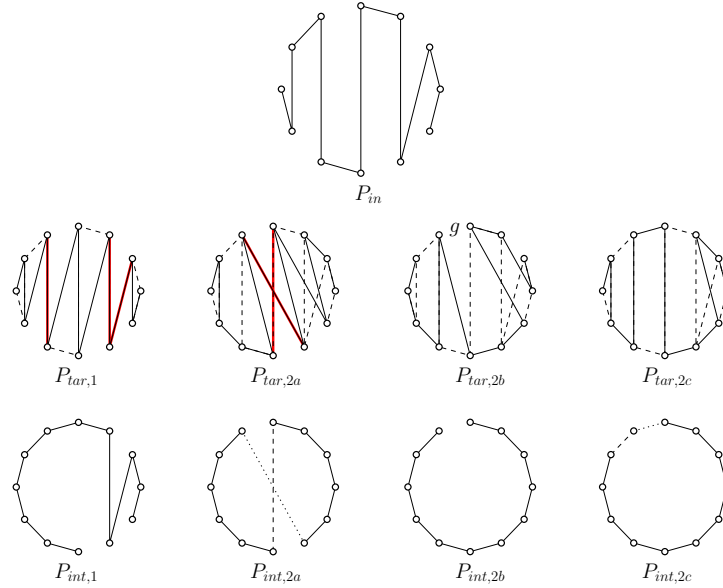 P_{in}
g
P_{tar,1} P_{tar,2a} P_{tar,2b} P_{tar,2c}
P_{int,1} P_{int,2a} P_{int,2b} P_{int,2c}